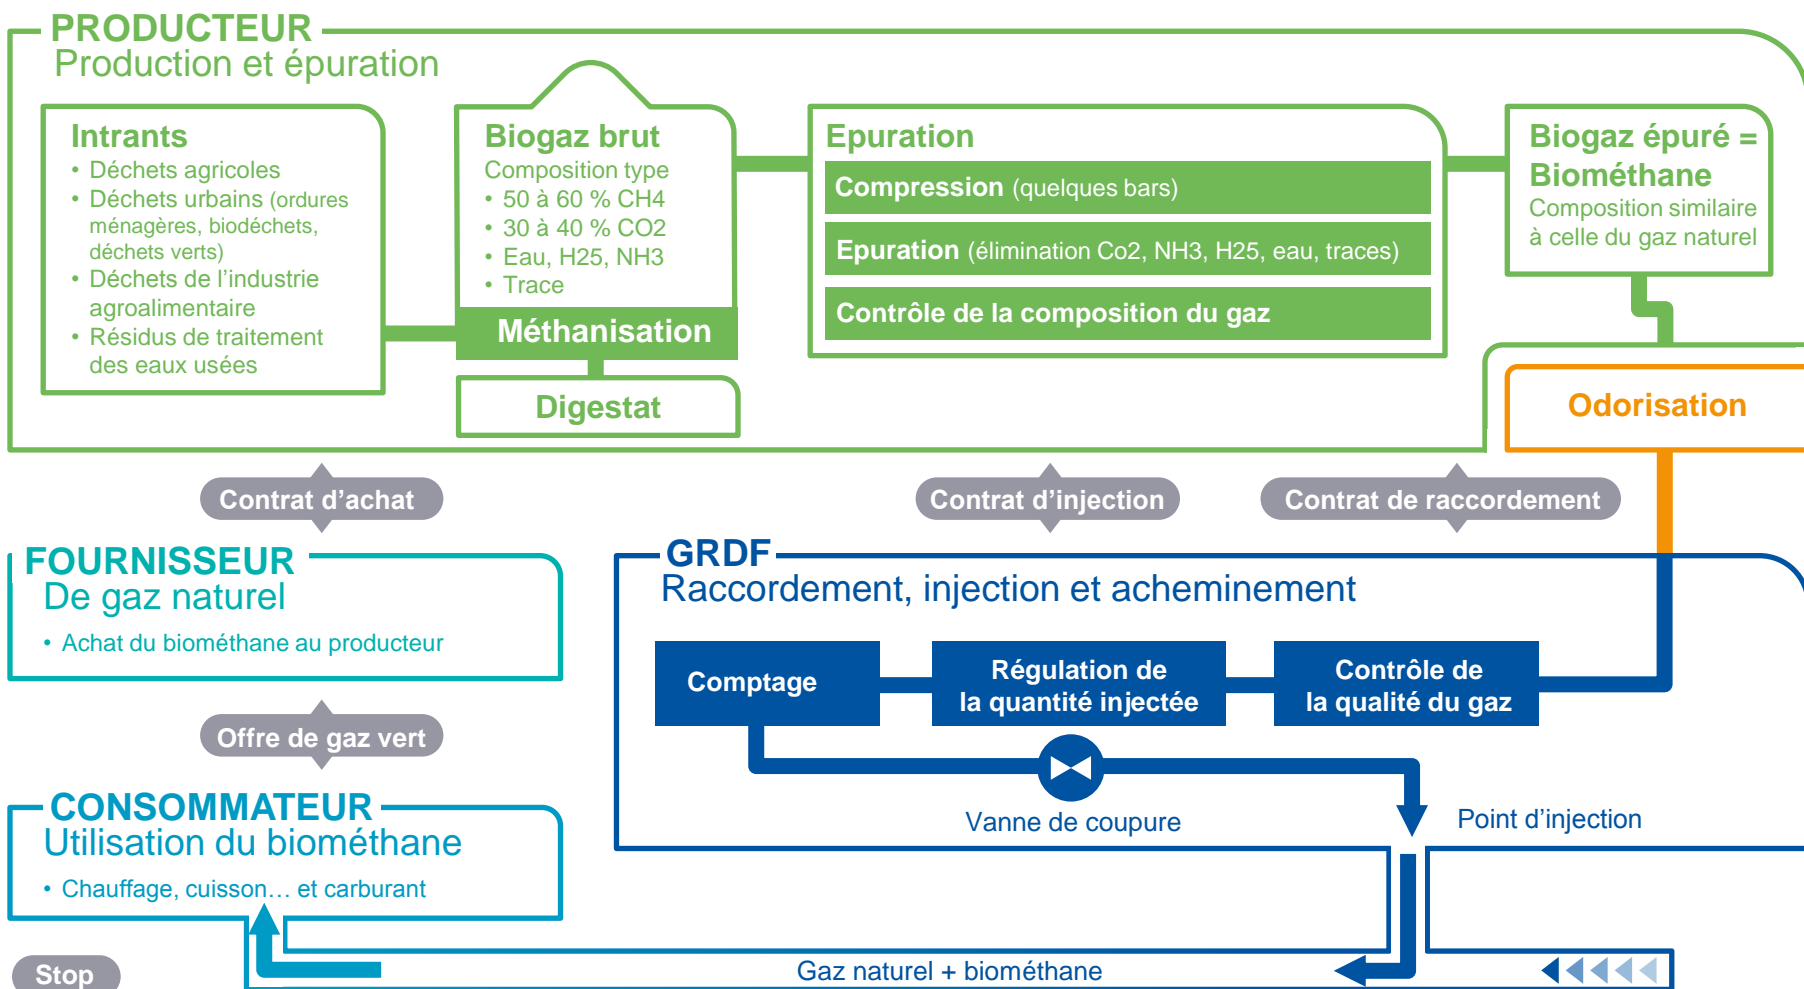 PRODUCTEUR
Production et épuration
Intrants
• Déchets agricoles
• Déchets urbains (ordures
ménagères, biodéchets,
déchets verts)
• Déchets de l’industrie
agroalimentaire
• Résidus de traitement
des eaux usées
Biogaz brut
Composition type
• 50 à 60 % CH4
• 30 à 40 % CO2
• Eau, H25, NH3
• Trace
Méthanisation
Digestat
Epuration
Compression (quelques bars)
Epuration (élimination Co2, NH3, H25, eau, traces)
Contrôle de la composition du gaz
Biogaz épuré =
Biométhane
Composition similaire
à celle du gaz naturel
Odorisation
Contrat d’achat
Contrat d’injection
Contrat de raccordement
FOURNISSEUR
De gaz naturel
• Achat du biométhane au producteur
Offre de gaz vert
CONSOMMATEUR
Utilisation du biométhane
• Chauffage, cuisson… et carburant
GRDF
Raccordement, injection et acheminement
Comptage
Régulation de
la quantité injectée
Contrôle de
la qualité du gaz
Vanne de coupure
Point d’injection
Gaz naturel + biométhane
Stop